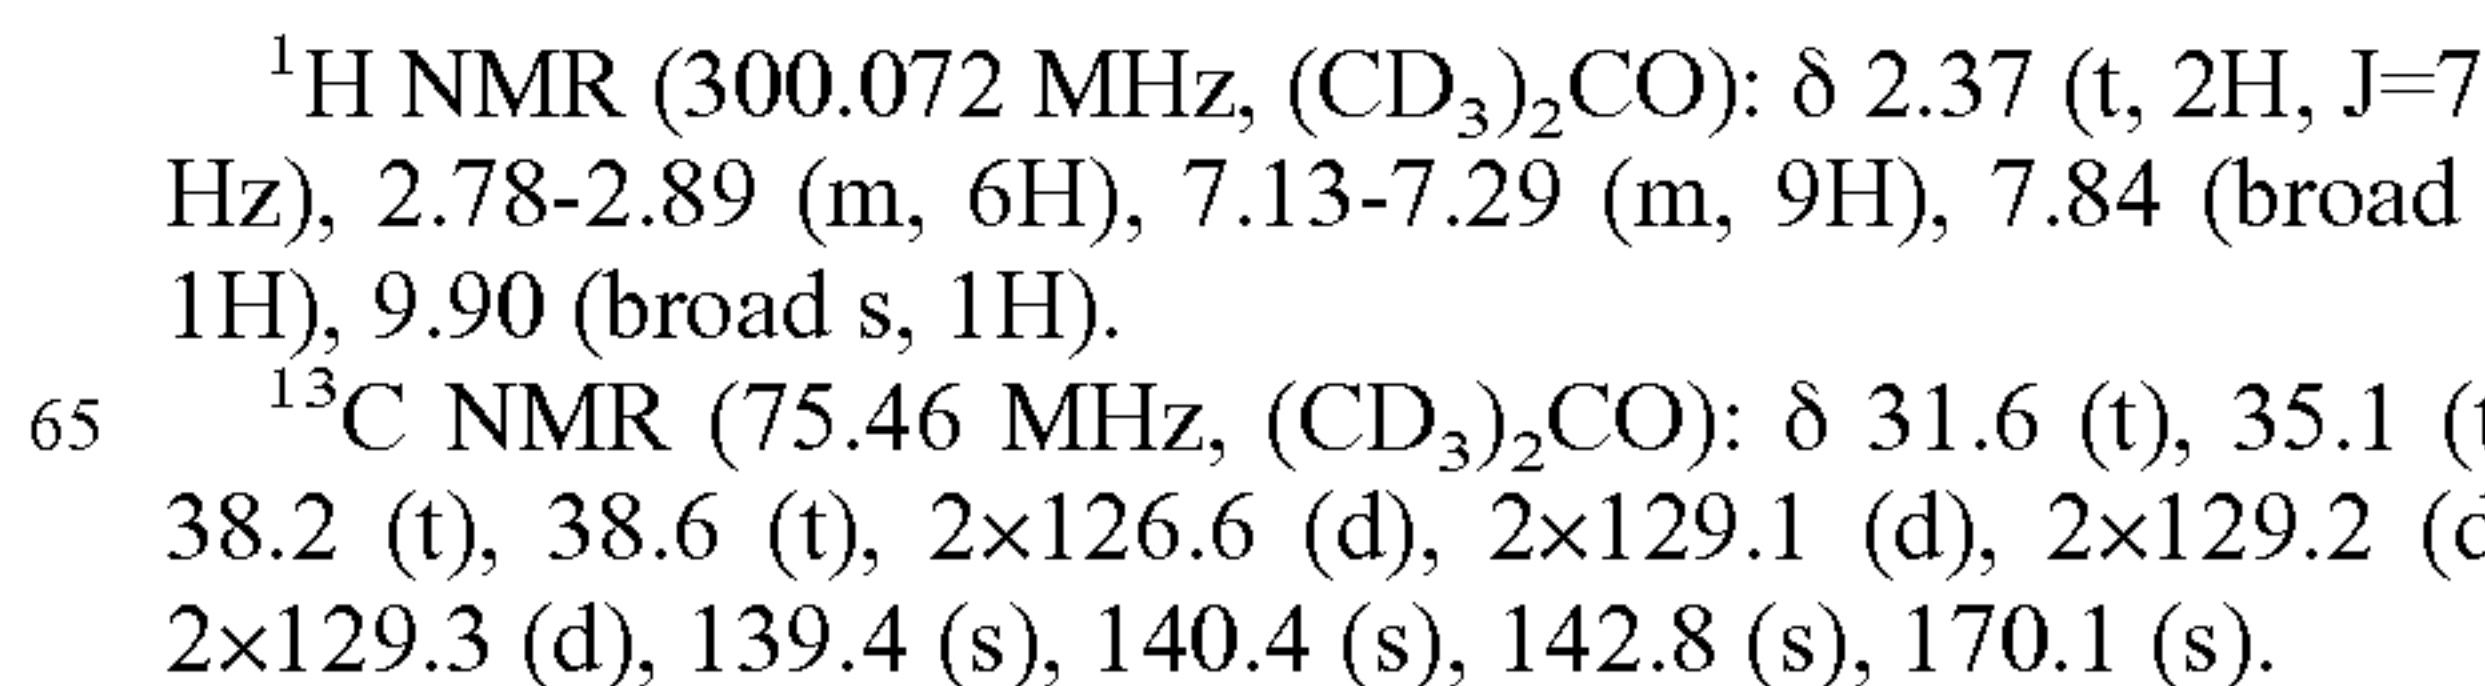 ¹H NMR (300.072 MHz, (CD₃)₂CO): δ 2.37 (t, 2H, J=7
Hz), 2.78-2.89 (m, 6H), 7.13-7.29 (m, 9H), 7.84 (broad
1H), 9.90 (broad s, 1H).
65 ¹³C NMR (75.46 MHz, (CD₃)₂CO): δ 31.6 (t), 35.1 (t
38.2 (t), 38.6 (t), 2×126.6 (d), 2×129.1 (d), 2×129.2 (d
2×129.3 (d), 139.4 (s), 140.4 (s), 142.8 (s), 170.1 (s).